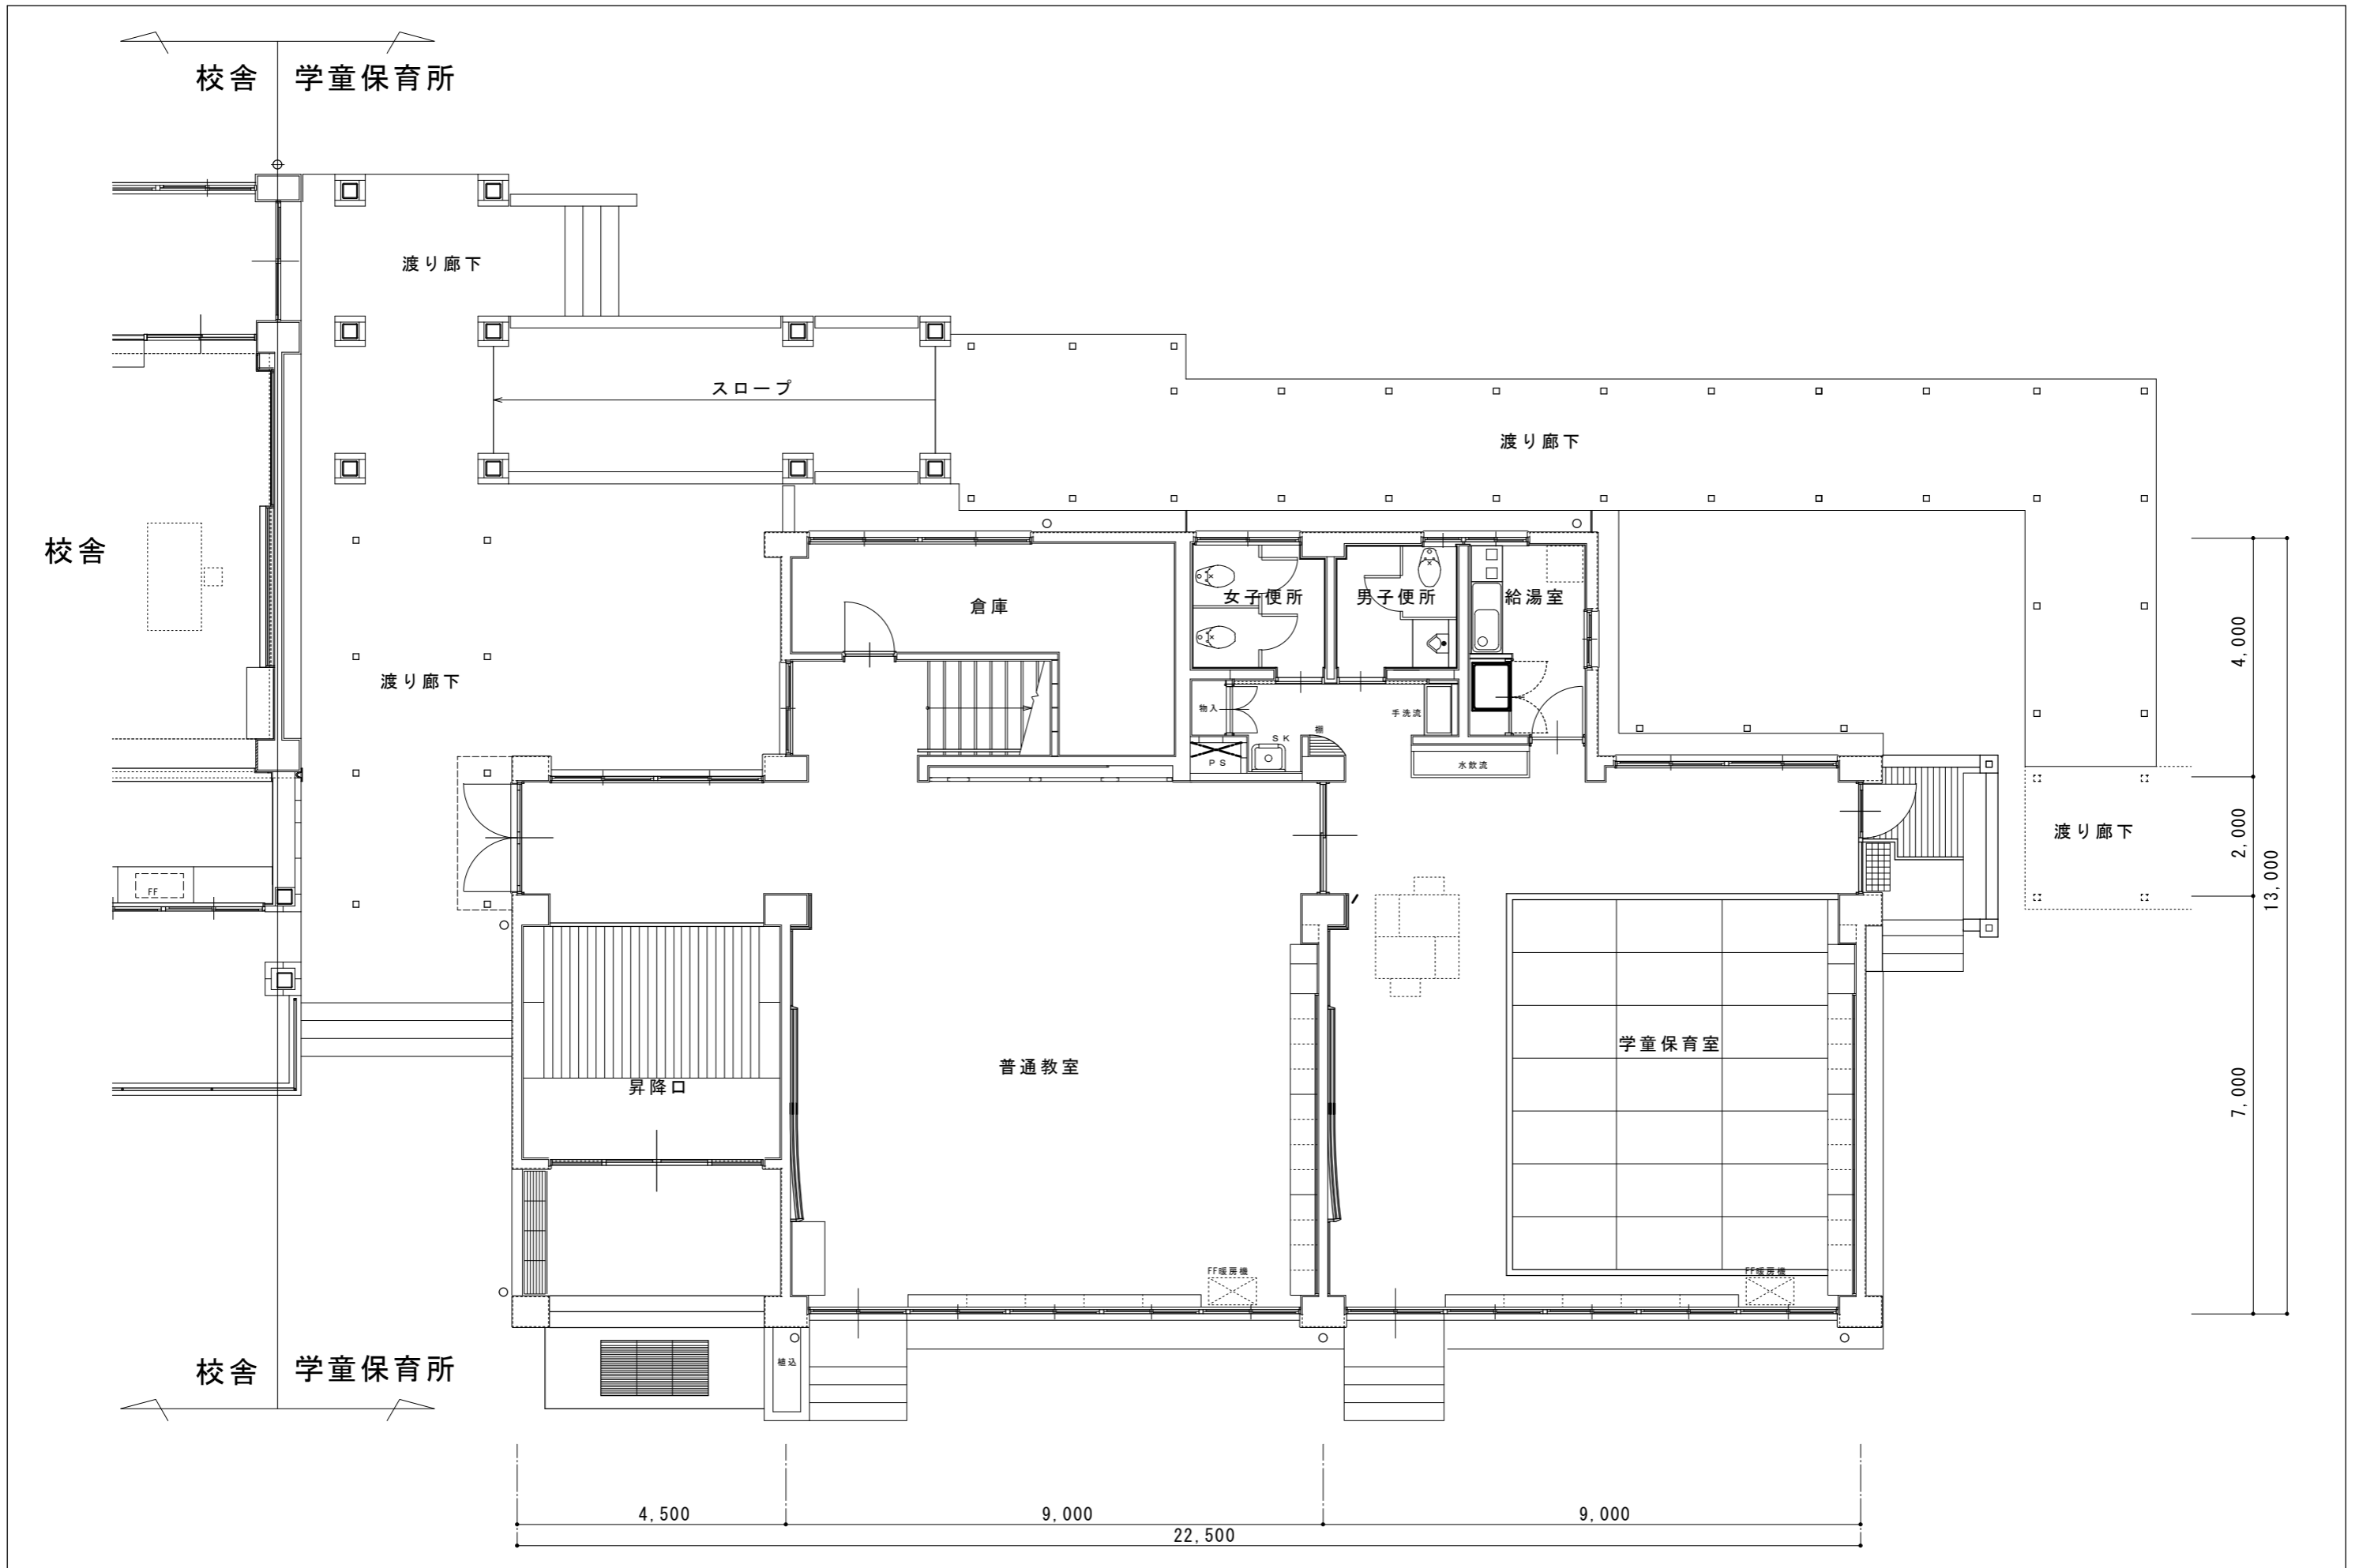 校舎 学童保育所
渡り廊下
スロープ
渡り廊下
校舎
倉庫
女子便所
男子便所
給湯室
4,000
渡り廊下
物入
手洗流
SK
棚
PS
水飲流
2,000
渡り廊下
13,000
FF
学童保育室
普通教室
昇降口
7,000
FF暖房機
FF暖房機
植込
校舎 学童保育所
4,500
9,000
9,000
22,500